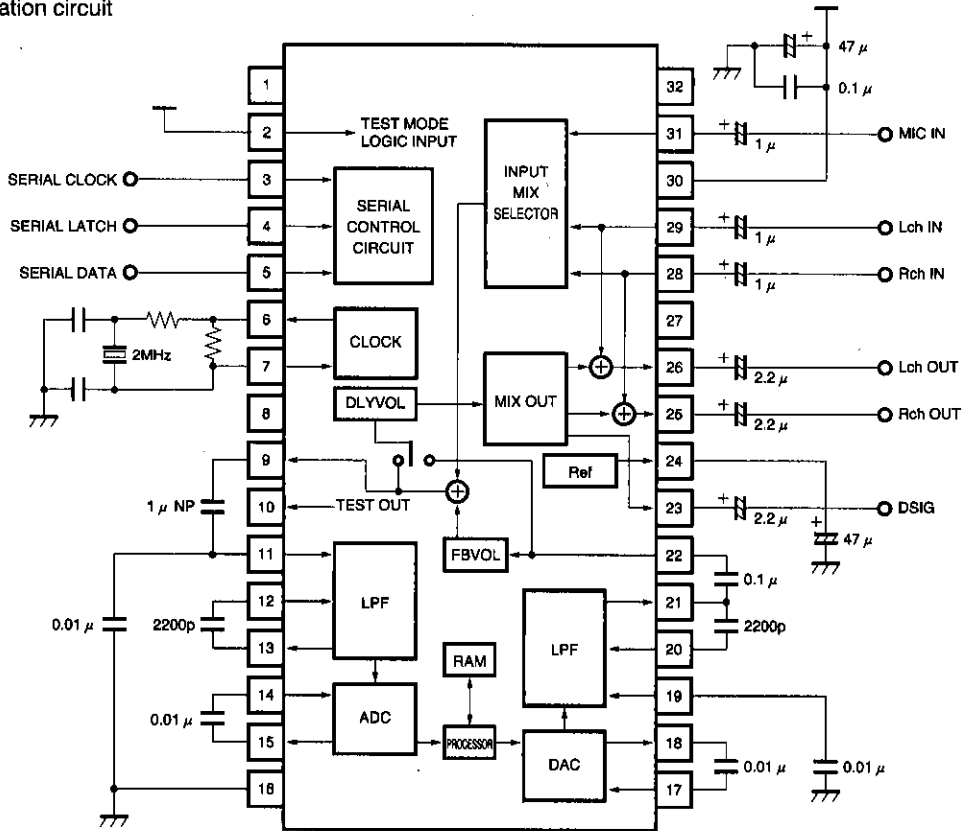 ation circuit
47 μ
0.1 μ
1
2
TEST MODE
LOGIC INPUT
SERIAL CLOCK
3
SERIAL LATCH
4
SERIAL DATA
5
SERIAL
CONTROL
CIRCUIT
INPUT
MIX
SELECTOR
32
31
+
1 μ
MIC IN
30
29
+
1 μ
Lch IN
28
+
1 μ
Rch IN
27
2MHz
6
7
CLOCK
8
DLYVOL
MIX OUT
26
+
2.2 μ
Lch OUT
25
+
2.2 μ
Rch OUT
Ref
24
23
+
2.2 μ
DSIG
+
47 μ
9
1 μ NP
10
TEST OUT
11
FBVOL
22
0.1 μ
0.01 μ
12
2200p
13
LPF
LPF
21
2200p
20
RAM
14
0.01 μ
15
ADC
PROCESSOR
DAC
19
18
0.01 μ
0.01 μ
17
16